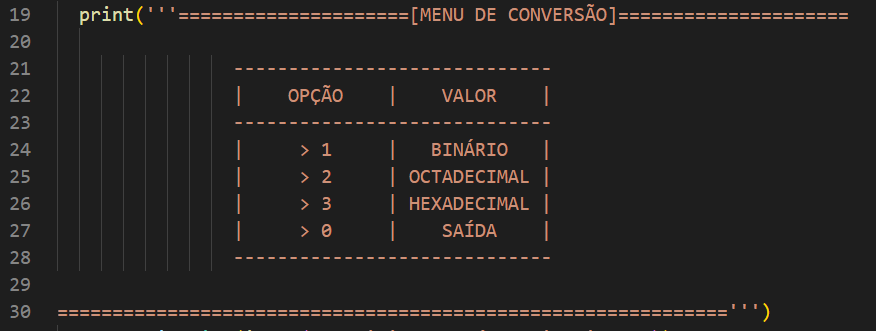 19 print('''=====================[MENU DE CONVERSÃO]=====================
20
21 -----------------------------
22 |    OPÇÃO    |    VALOR    |
23 -----------------------------
24 |     > 1     |   BINÁRIO   |
25 |     > 2     | OCTADECIMAL |
26 |     > 3     | HEXADECIMAL |
27 |     > 0     |    SAÍDA    |
28 -----------------------------
29
30 =============================================================''')